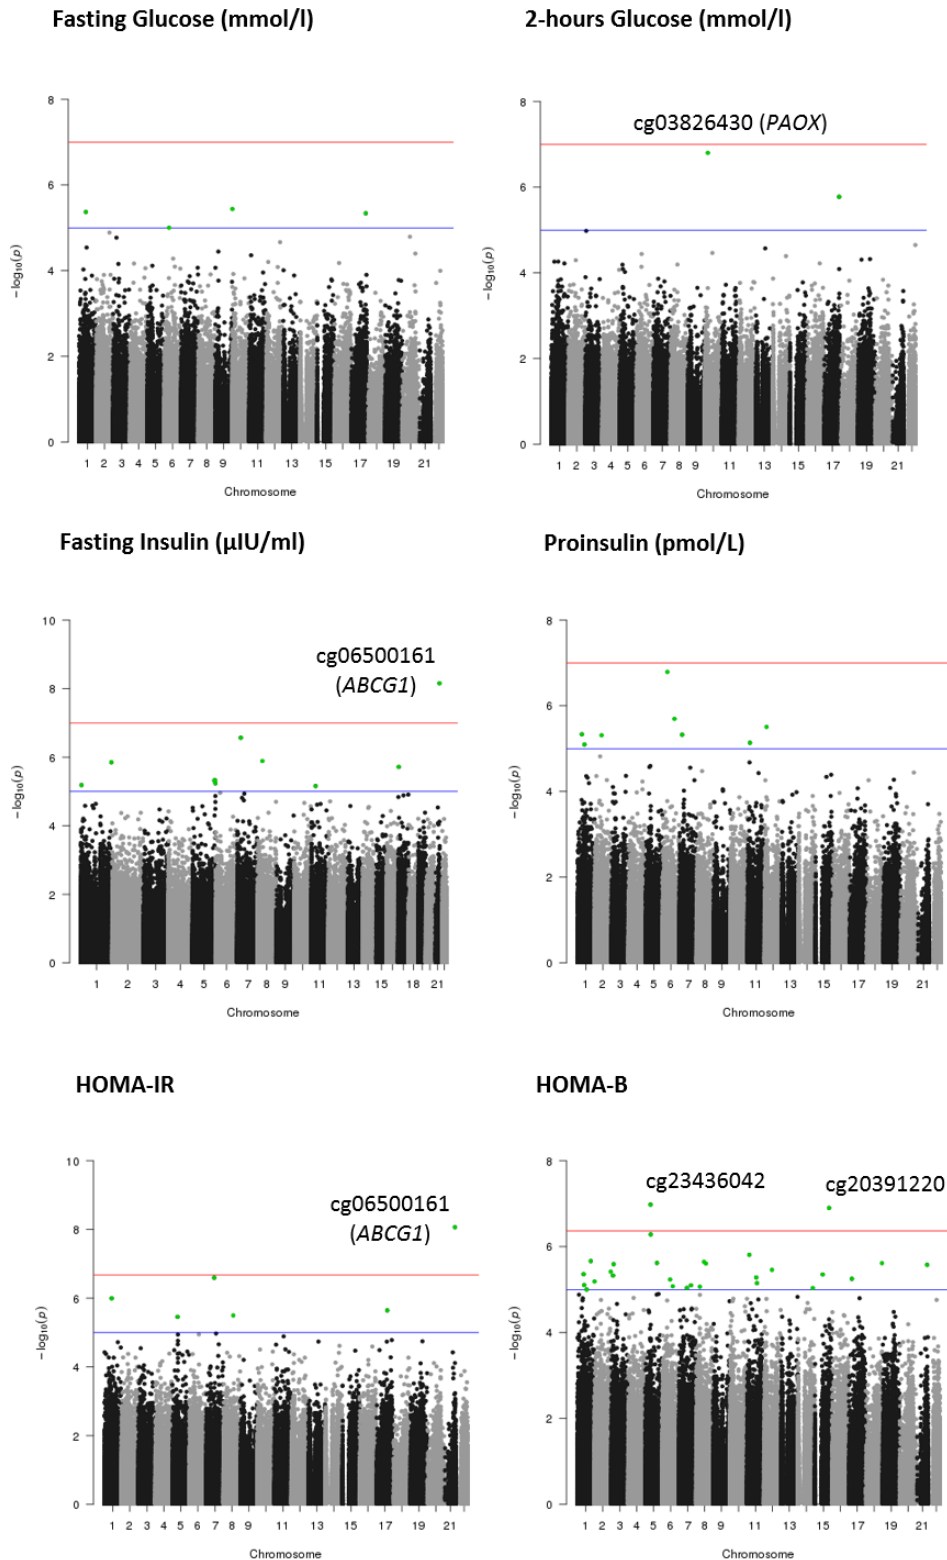 Fasting Glucose (mmol/l)
8
6
4
2
0
−log₁₀(p)
1 2 3 4 5 6 7 8 9 11 13 15 17 19 21
Chromosome
2-hours Glucose (mmol/l)
cg03826430 (PAOX)
8
6
4
2
0
−log₁₀(p)
1 2 3 4 5 6 7 8 9 11 13 15 17 19 21
Chromosome
Fasting Insulin (μIU/ml)
cg06500161
(ABCG1)
10
8
6
4
2
0
−log₁₀(p)
1 2 3 4 5 6 7 8 9 11 13 15 18 21
Chromosome
Proinsulin (pmol/L)
8
6
4
2
0
−log₁₀(p)
1 2 3 4 5 6 7 8 9 11 13 15 17 19 21
Chromosome
HOMA-IR
cg06500161
(ABCG1)
10
8
6
4
2
0
−log₁₀(p)
1 2 3 4 5 6 7 8 9 11 13 15 17 19 21
Chromosome
HOMA-B
cg23436042
cg20391220
8
6
4
2
0
−log₁₀(p)
1 2 3 4 5 6 7 8 9 11 13 15 17 19 21
Chromosome